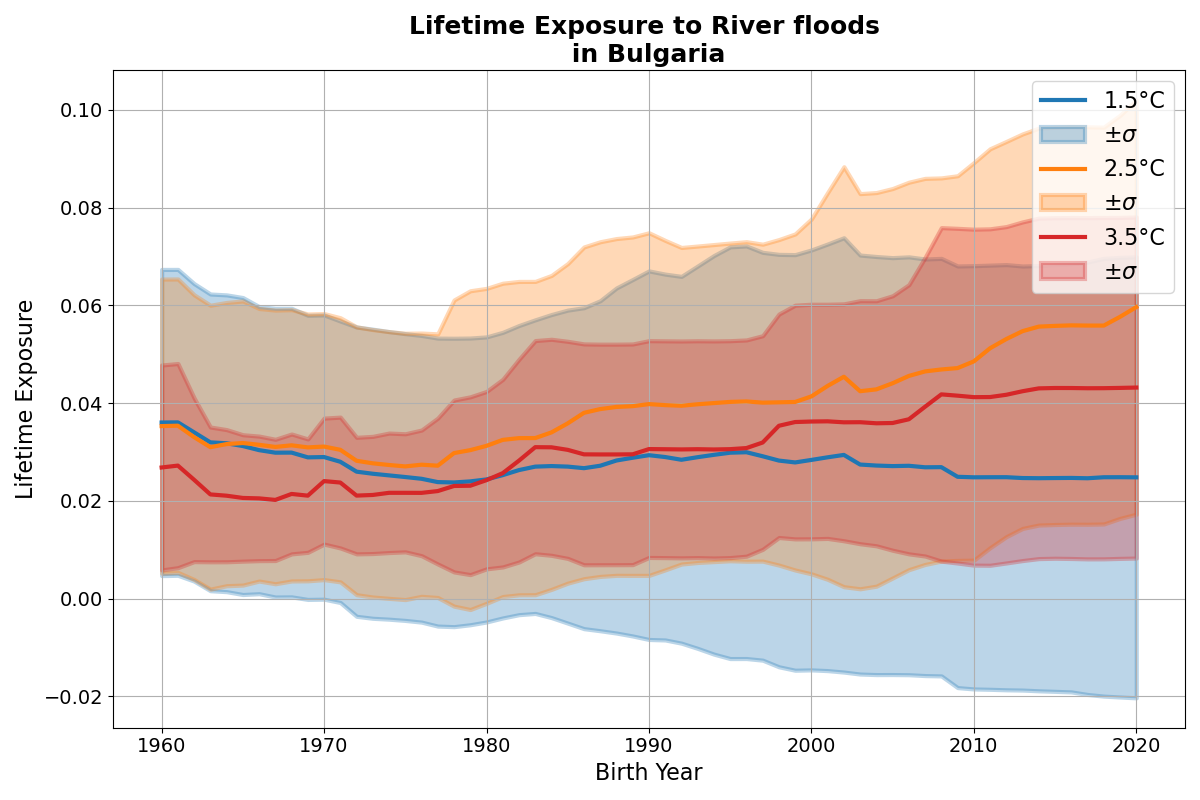 Lifetime Exposure to River floods
in Bulgaria
1.5°C
±σ
2.5°C
±σ
3.5°C
±σ
Lifetime Exposure
0.10
0.08
0.06
0.04
0.02
0.00
−0.02
1960 1970 1980 1990 2000 2010 2020
Birth Year